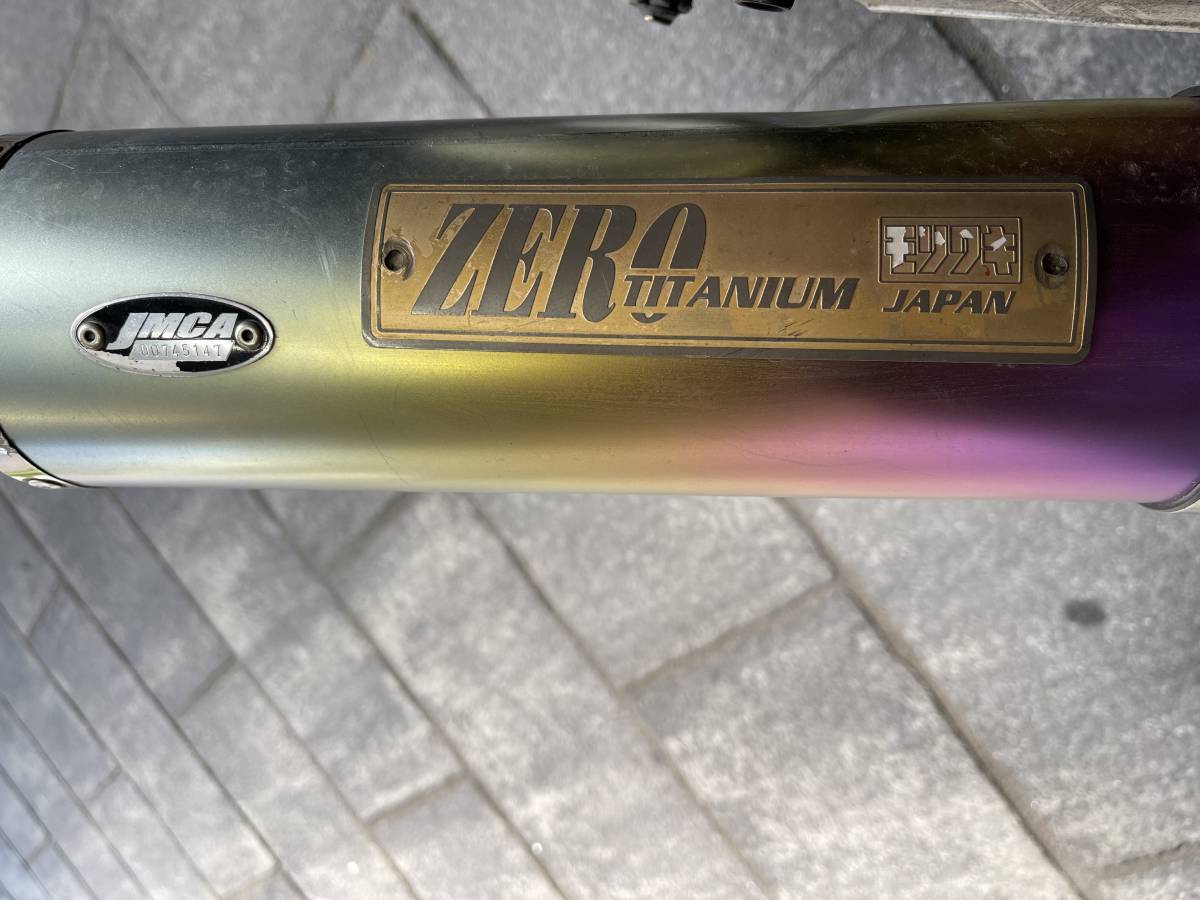 JMCA
00745147
ZERO
TITANIUM
モリワキ
JAPAN